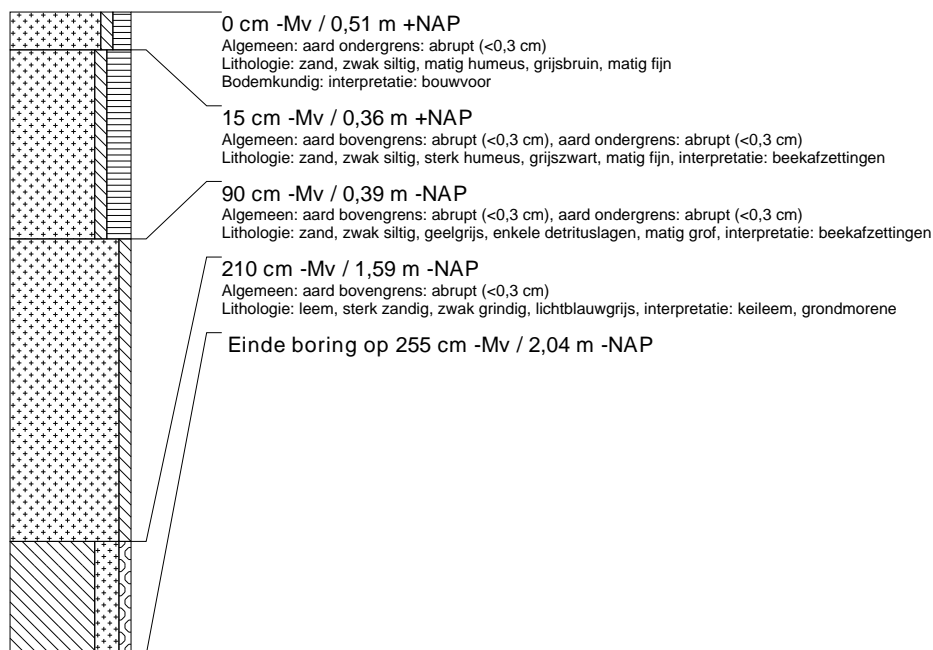 0 cm -Mv / 0,51 m +NAP
Algemeen: aard ondergrens: abrupt (<0,3 cm)
Lithologie: zand, zwak siltig, matig humeus, grijsbruin, matig fijn
Bodemkundig: interpretatie: bouwvoor
15 cm -Mv / 0,36 m +NAP
Algemeen: aard bovengrens: abrupt (<0,3 cm), aard ondergrens: abrupt (<0,3 cm)
Lithologie: zand, zwak siltig, sterk humeus, grijszwart, matig fijn, interpretatie: beekafzettingen
90 cm -Mv / 0,39 m -NAP
Algemeen: aard bovengrens: abrupt (<0,3 cm), aard ondergrens: abrupt (<0,3 cm)
Lithologie: zand, zwak siltig, geelgrijs, enkele detrituslagen, matig grof, interpretatie: beekafzettingen
210 cm -Mv / 1,59 m -NAP
Algemeen: aard bovengrens: abrupt (<0,3 cm)
Lithologie: leem, sterk zandig, zwak grindig, lichtblauwgrijs, interpretatie: keileem, grondmorene
Einde boring op 255 cm -Mv / 2,04 m -NAP